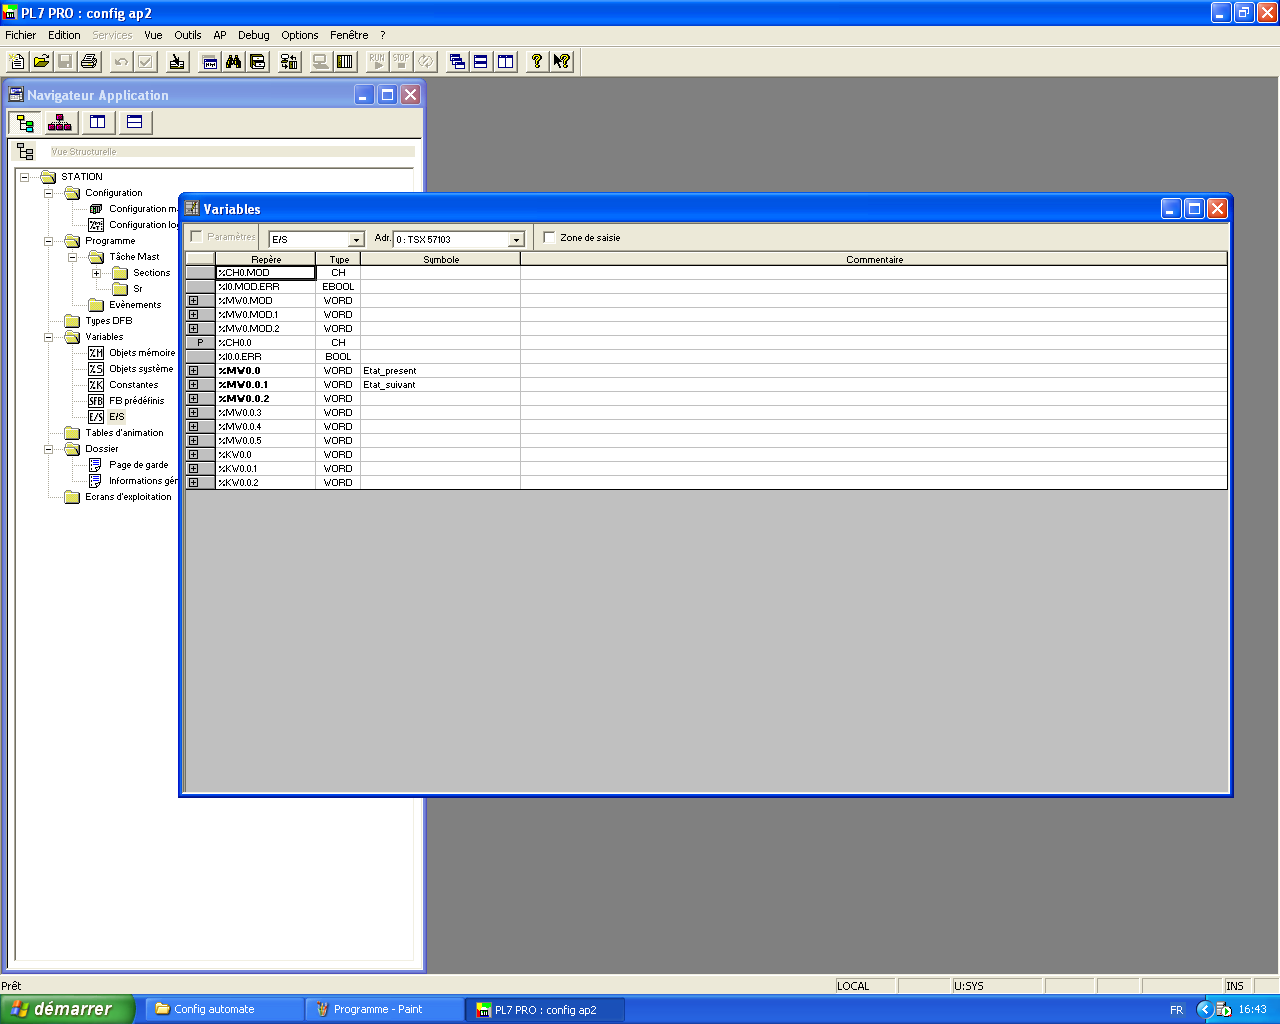 PL7 PRO : config ap2
Fichier Edition Services Vue Outils AP Debug Options Fenêtre ?
RUN STOP
Navigateur Application
Vue Structurelle
STATION
Configuration
Configuration m
Configuration log
Programme
Tâche Mast
Sections
Sr
Evènements
Types DFB
Variables
Objets mémoire
Objets système
Constantes
FB prédéfinis
E/S
Tables d'animation
Dossier
Page de garde
Informations gér
Ecrans d'exploitation
Variables
Paramètres E/S Adr. 0 : TSX 57103 Zone de saisie
Repère Type Symbole Commentaire
%CH0.MOD CH
%I0.MOD.ERR EBOOL
%MW0.MOD WORD
%MW0.MOD.1 WORD
%MW0.MOD.2 WORD
P %CH0.0 CH
%I0.0.ERR BOOL
%MW0.0 WORD Etat_present
%MW0.0.1 WORD Etat_suivant
%MW0.0.2 WORD
%MW0.0.3 WORD
%MW0.0.4 WORD
%MW0.0.5 WORD
%KW0.0 WORD
%KW0.0.1 WORD
%KW0.0.2 WORD
Prêt LOCAL U:SYS INS
démarrer Config automate Programme - Paint PL7 PRO : config ap2 FR 16:43